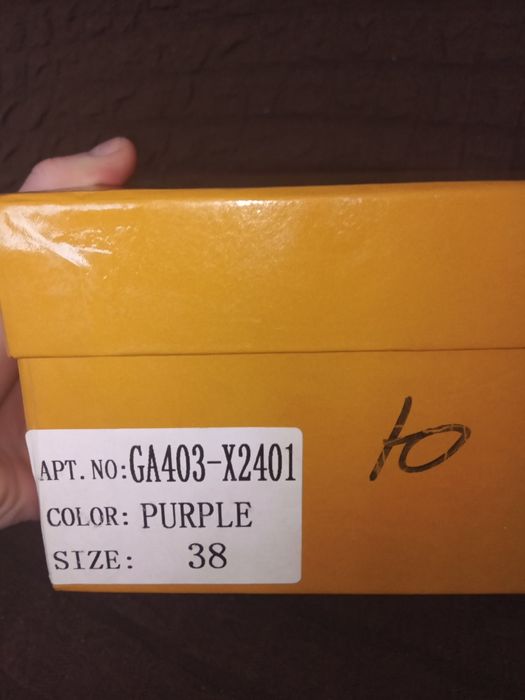 10
APT. NO:GA403-X2401
COLOR: PURPLE
SIZE: 38